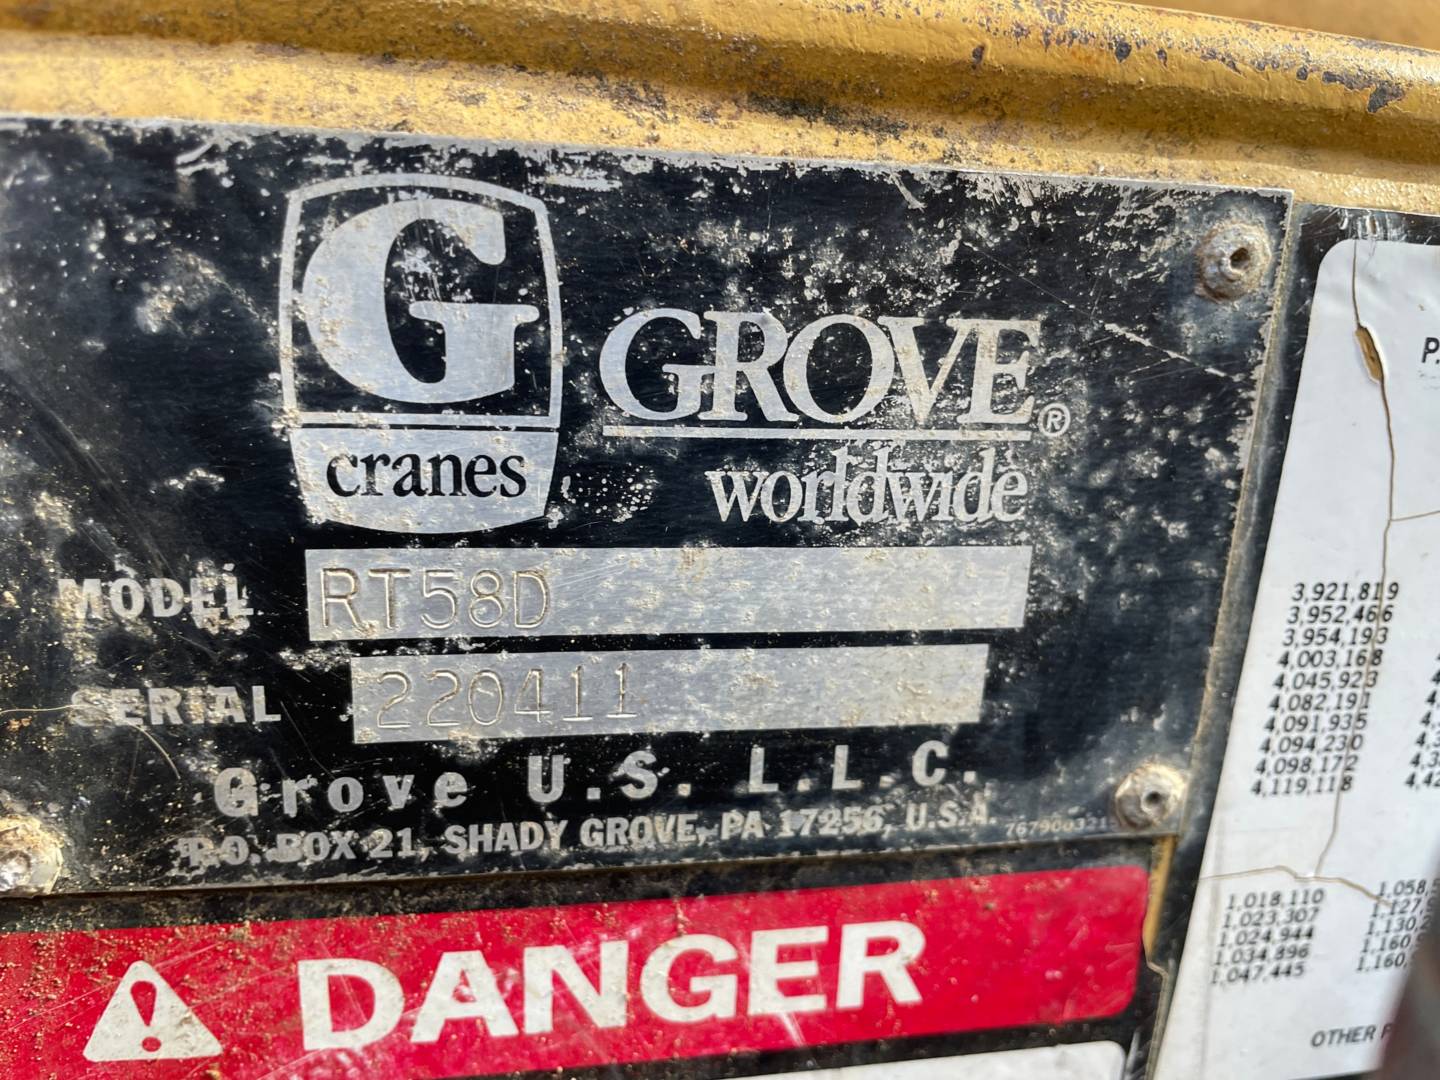 G
cranes
GROVE®
worldwide
MODEL RT58D
SERIAL 220411
Grove U.S. L.L.C.
P.O. BOX 21, SHADY GROVE, PA 17256, U.S.A.
DANGER
3,921,819
3,952,466
3,954,193
4,003,168
4,045,923
4,082,191
4,091,935
4,094,230
4,098,172
4,119,118
1,018,110
1,023,307
1,024,944
1,034,896
1,047,445
OTHER